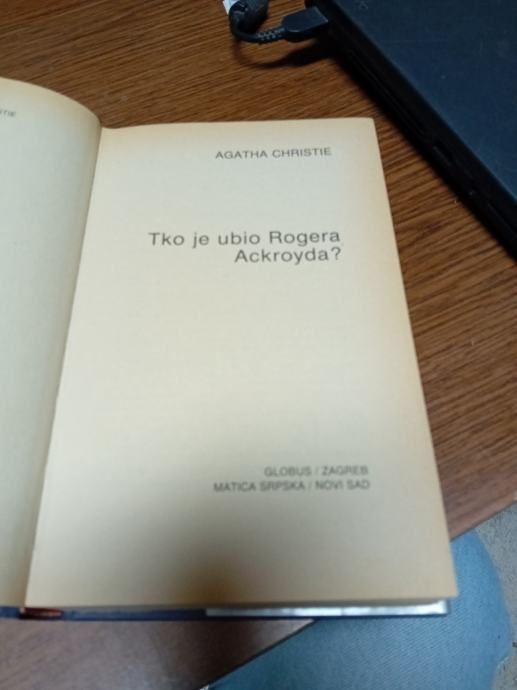 AGATHA CHRISTIE
Tko je ubio Rogera
Ackroyda?
GLOBUS / ZAGREB
MATICA SRPSKA / NOVI SAD